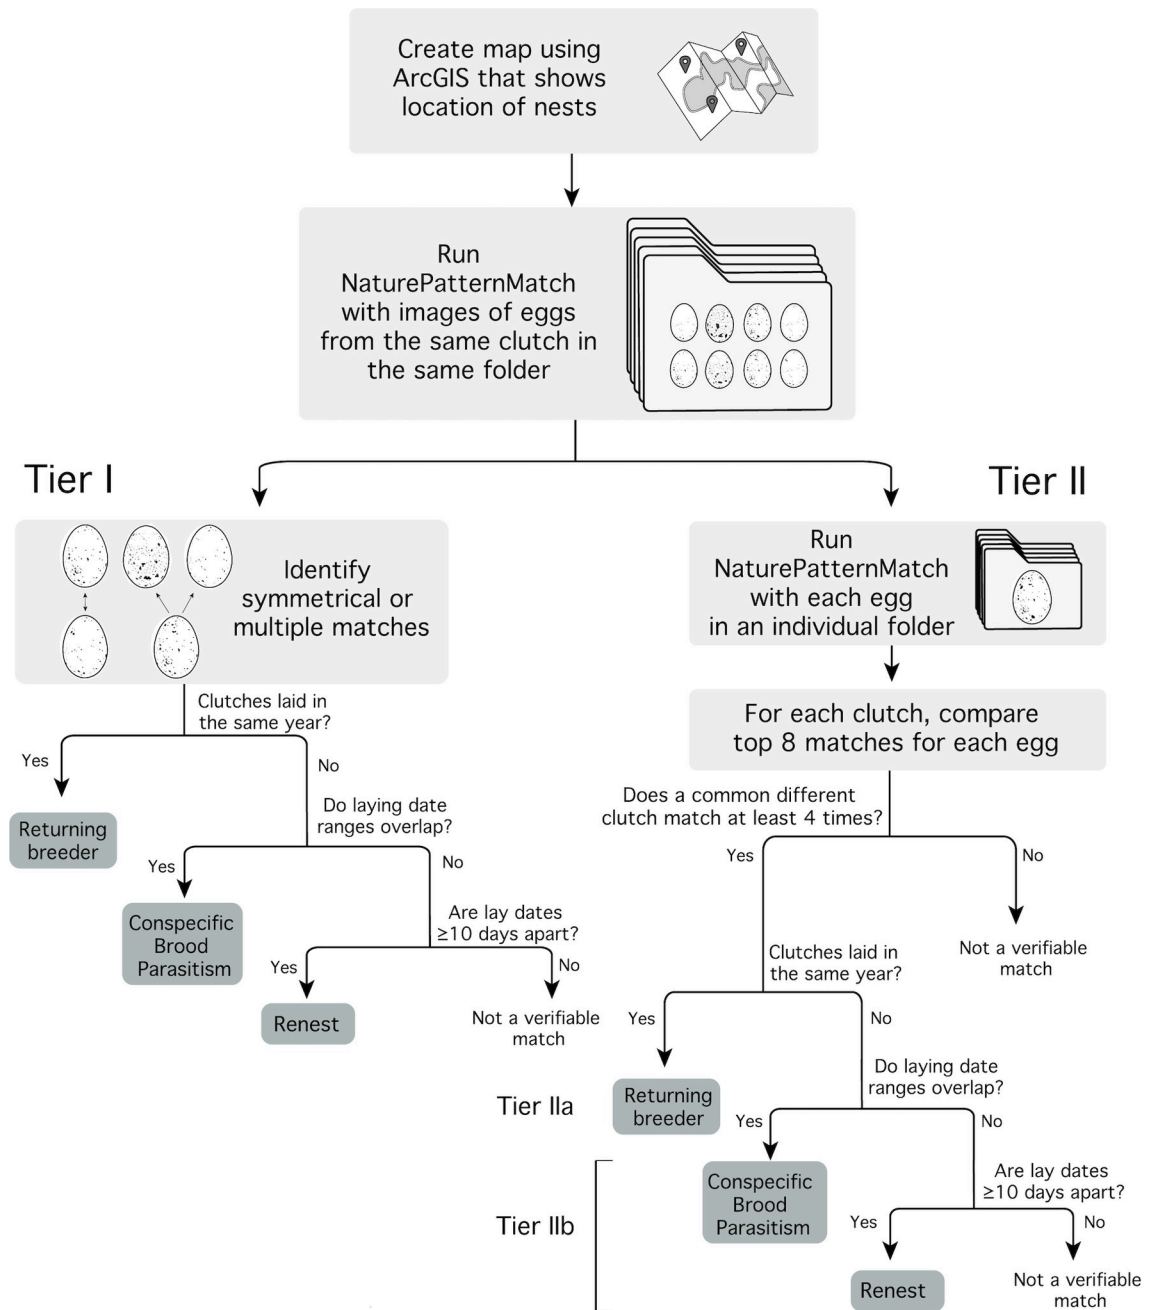 Create map using
ArcGIS that shows
location of nests
Run
NaturePatternMatch
with images of eggs
from the same clutch in
the same folder
Tier I
Tier II
Identify
symmetrical or
multiple matches
Run
NaturePatternMatch
with each egg
in an individual folder
Clutches laid in
the same year?
Yes
No
Returning
breeder
Do laying date
ranges overlap?
Yes
No
Conspecific
Brood
Parasitism
Are lay dates
≥10 days apart?
Yes
No
Renest
Not a verifiable
match
For each clutch, compare
top 8 matches for each egg
Does a common different
clutch match at least 4 times?
Yes
No
Not a verifiable
match
Clutches laid in
the same year?
Yes
No
Tier IIa
Returning
breeder
Do laying date
ranges overlap?
Yes
No
Tier IIb
Conspecific
Brood
Parasitism
Are lay dates
≥10 days apart?
Yes
No
Renest
Not a verifiable
match